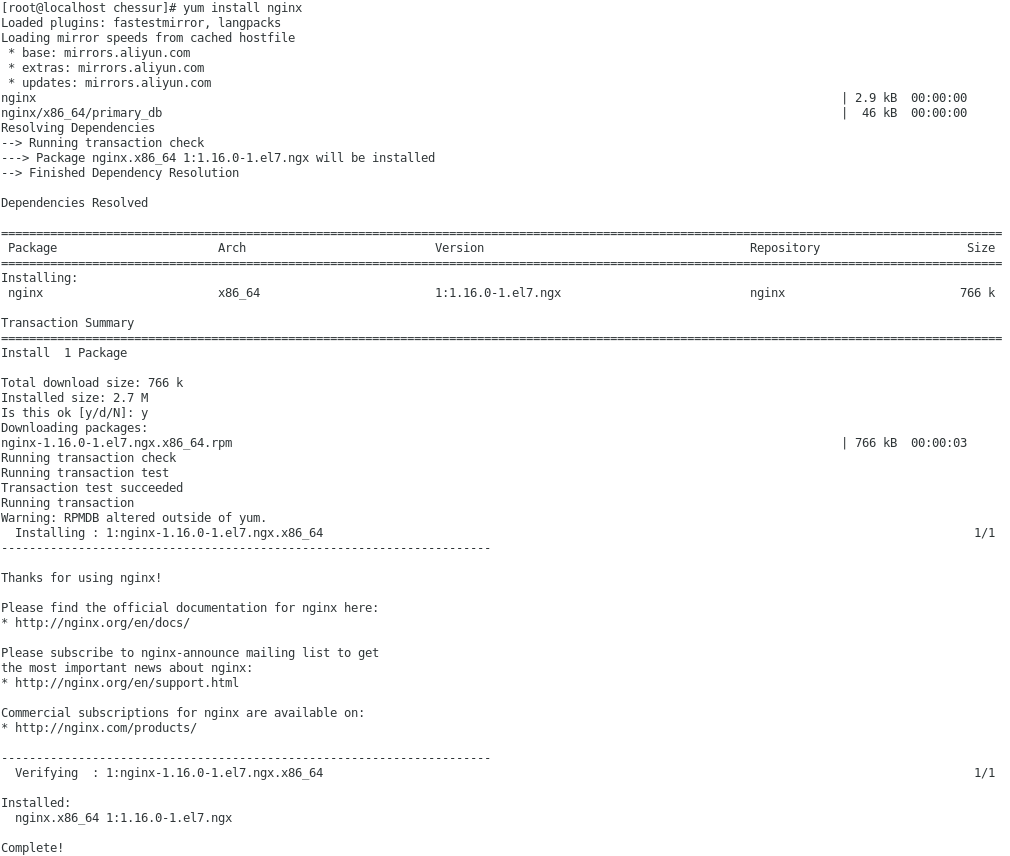 [root@localhost chessur]# yum install nginx
Loaded plugins: fastestmirror, langpacks
Loading mirror speeds from cached hostfile
 * base: mirrors.aliyun.com
 * extras: mirrors.aliyun.com
 * updates: mirrors.aliyun.com
nginx | 2.9 kB 00:00:00
nginx/x86_64/primary_db | 46 kB 00:00:00
Resolving Dependencies
--> Running transaction check
---> Package nginx.x86_64 1:1.16.0-1.el7.ngx will be installed
--> Finished Dependency Resolution

Dependencies Resolved

================================================================================
 Package Arch Version Repository Size
================================================================================
Installing:
 nginx x86_64 1:1.16.0-1.el7.ngx nginx 766 k

Transaction Summary
================================================================================
Install  1 Package

Total download size: 766 k
Installed size: 2.7 M
Is this ok [y/d/N]: y
Downloading packages:
nginx-1.16.0-1.el7.ngx.x86_64.rpm | 766 kB 00:00:03
Running transaction check
Running transaction test
Transaction test succeeded
Running transaction
Warning: RPMDB altered outside of yum.
  Installing : 1:nginx-1.16.0-1.el7.ngx.x86_64 1/1
----------------------------------------------------------------------

Thanks for using nginx!

Please find the official documentation for nginx here:
* http://nginx.org/en/docs/

Please subscribe to nginx-announce mailing list to get
the most important news about nginx:
* http://nginx.org/en/support.html

Commercial subscriptions for nginx are available on:
* http://nginx.com/products/

----------------------------------------------------------------------
  Verifying  : 1:nginx-1.16.0-1.el7.ngx.x86_64 1/1

Installed:
  nginx.x86_64 1:1.16.0-1.el7.ngx

Complete!